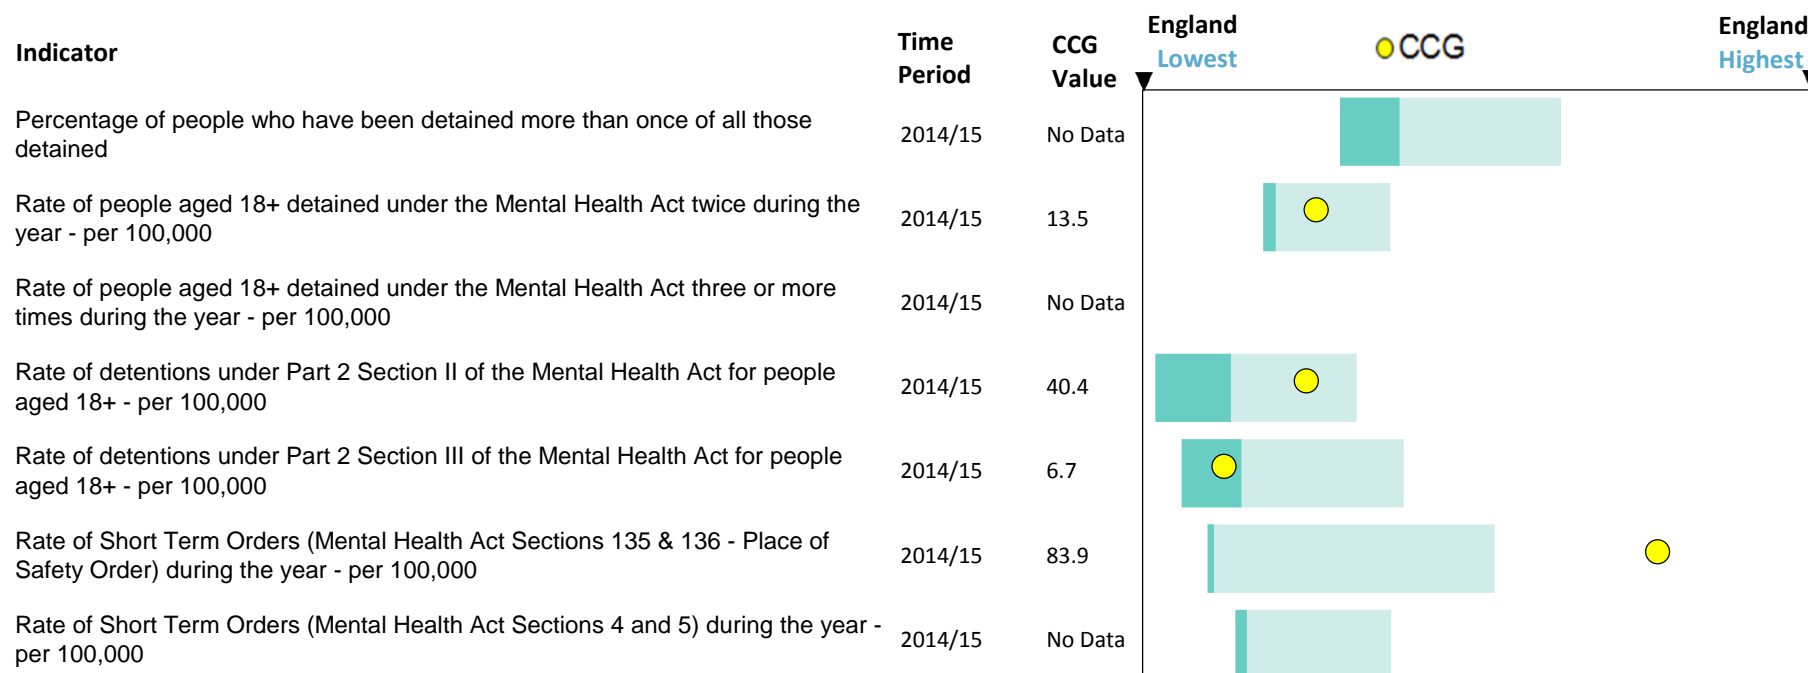 Indicator
Time
Period
CCG
Value
England
Lowest
CCG
England
Highest
Percentage of people who have been detained more than once of all those
detained
2014/15
No Data
Rate of people aged 18+ detained under the Mental Health Act twice during the
year - per 100,000
2014/15
13.5
Rate of people aged 18+ detained under the Mental Health Act three or more
times during the year - per 100,000
2014/15
No Data
Rate of detentions under Part 2 Section II of the Mental Health Act for people
aged 18+ - per 100,000
2014/15
40.4
Rate of detentions under Part 2 Section III of the Mental Health Act for people
aged 18+ - per 100,000
2014/15
6.7
Rate of Short Term Orders (Mental Health Act Sections 135 & 136 - Place of
Safety Order) during the year - per 100,000
2014/15
83.9
Rate of Short Term Orders (Mental Health Act Sections 4 and 5) during the year -
per 100,000
2014/15
No Data